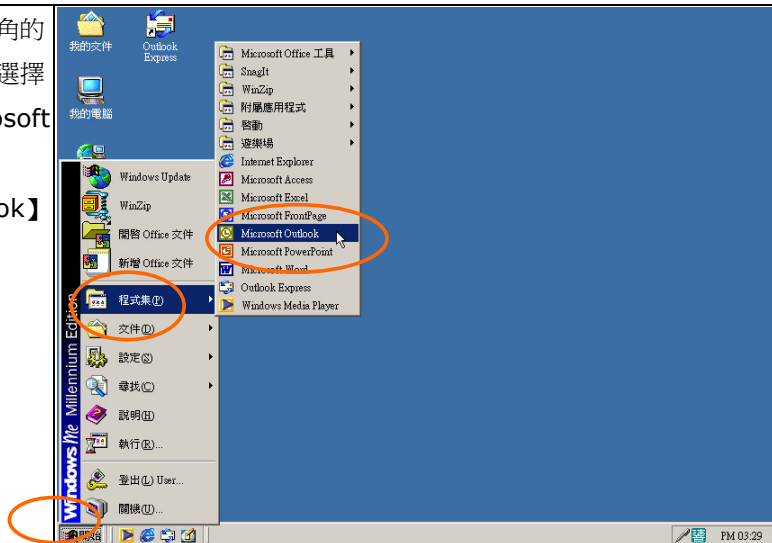 角的
選擇
osoft
ok】
我的文件
Outlook Express
我的電腦
Microsoft Office 工具
SnagIt
WinZip
附屬應用程式
啟動
遊樂場
Internet Explorer
Microsoft Access
Microsoft Excel
Microsoft FrontPage
Microsoft Outlook
Microsoft PowerPoint
Microsoft Word
Outlook Express
Windows Media Player
Windows Update
WinZip
開啟 Office 文件
新增 Office 文件
程式集(P)
文件(D)
設定(S)
尋找(C)
說明(H)
執行(R)...
登出(L) User...
關機(U)...
Windows Me Millennium Edition
開始
PM 03:29